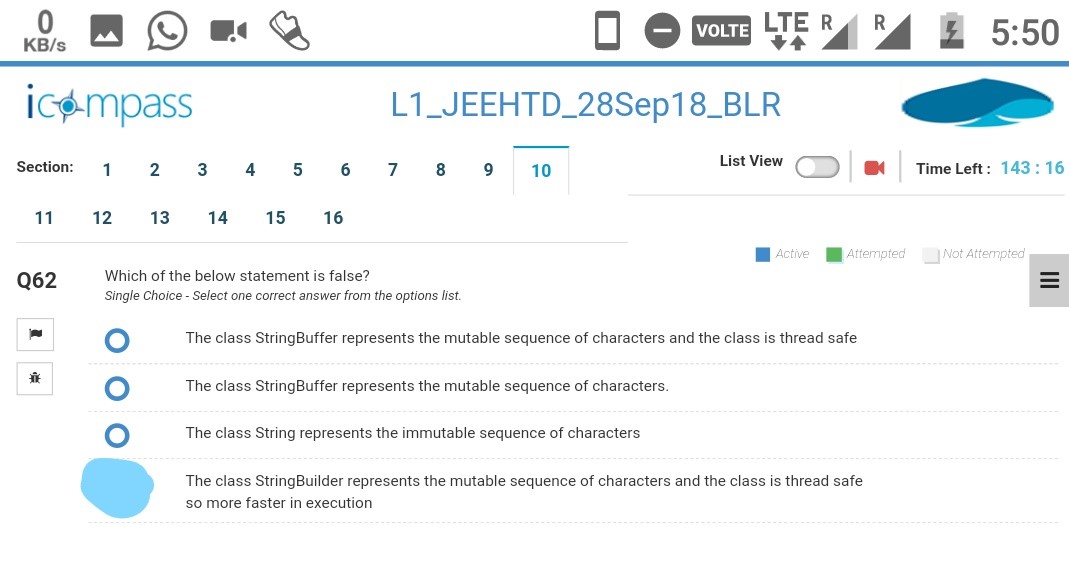 0
KB/s
VOLTE
LTE
R
R
5:50
icompass
L1_JEEHTD_28Sep18_BLR
Section: 1 2 3 4 5 6 7 8 9 10
List View
Time Left : 143 : 16
11 12 13 14 15 16
Active Attempted Not Attempted
Q62
Which of the below statement is false?
Single Choice - Select one correct answer from the options list.
The class StringBuffer represents the mutable sequence of characters and the class is thread safe
The class StringBuffer represents the mutable sequence of characters.
The class String represents the immutable sequence of characters
The class StringBuilder represents the mutable sequence of characters and the class is thread safe
so more faster in execution